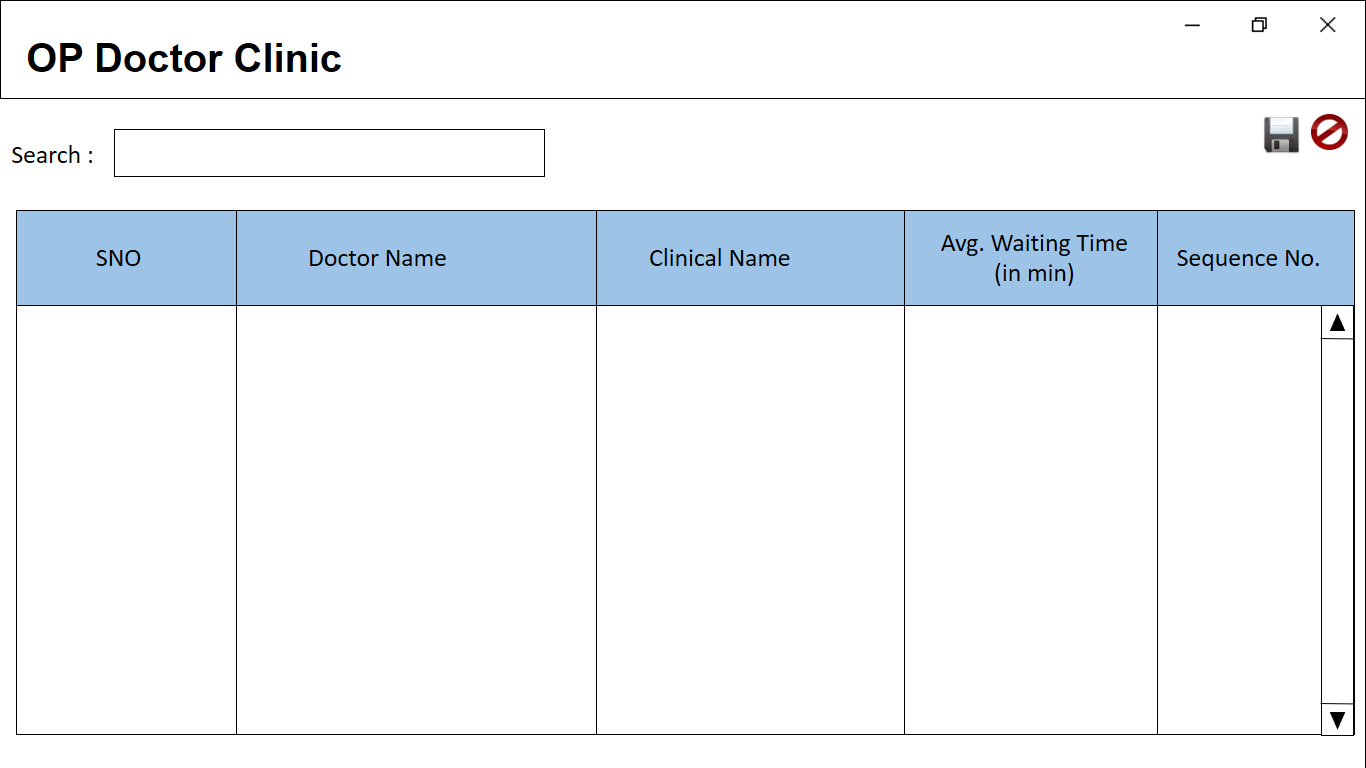 OP Doctor Clinic
Search :
SNO
Doctor Name
Clinical Name
Avg. Waiting Time
(in min)
Sequence No.